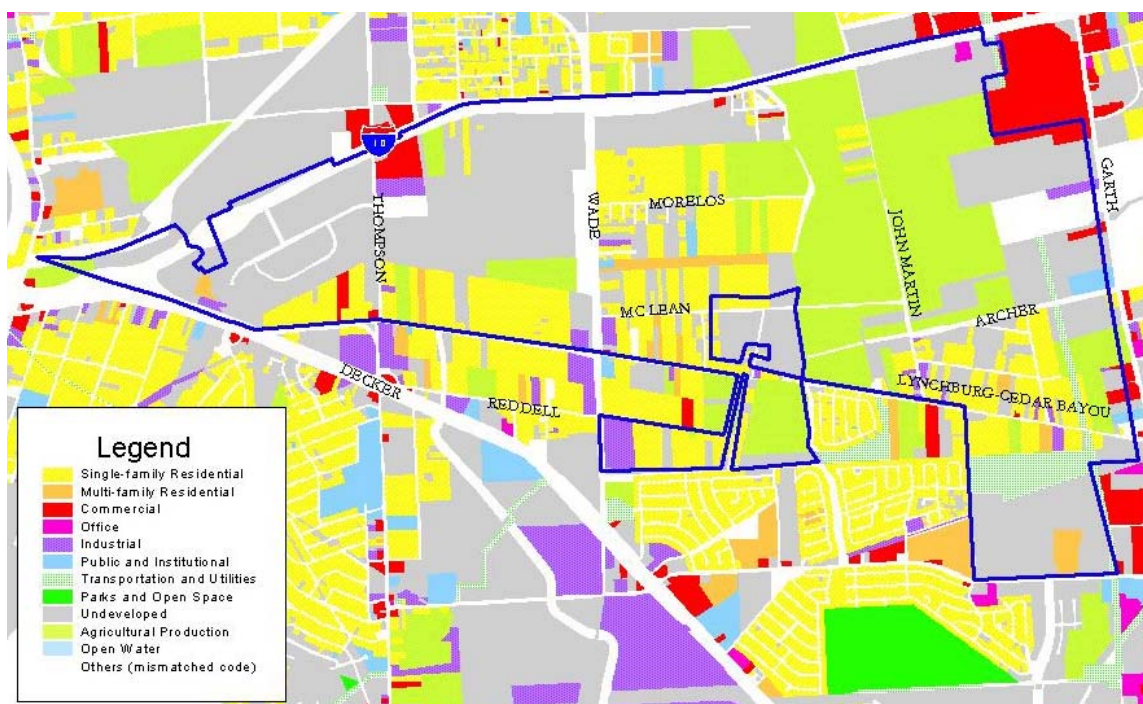 10
THOMPSON
WADE
MORELOS
JOHN MARTIN
GARTH
MC LEAN
ARCHER
DECKER
REDDELL
LYNCHBURG-CEDAR BAYOU
Legend
Single-family Residential
Multi-family Residential
Commercial
Office
Industrial
Public and Institutional
Transportation and Utilities
Parks and Open Space
Undeveloped
Agricultural Production
Open Water
Others (mismatched code)